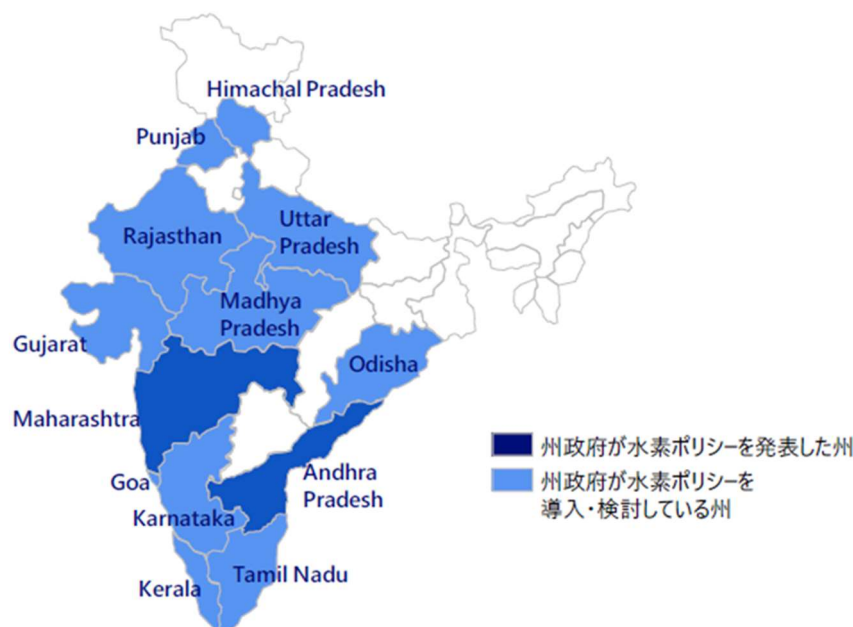 Himachal Pradesh
Punjab
Rajasthan
Uttar
Pradesh
Madhya
Pradesh
Gujarat
Odisha
Maharashtra
Goa
Karnataka
Andhra
Pradesh
Kerala
Tamil Nadu
州政府が水素ポリシーを発表した州
州政府が水素ポリシーを
導入・検討している州